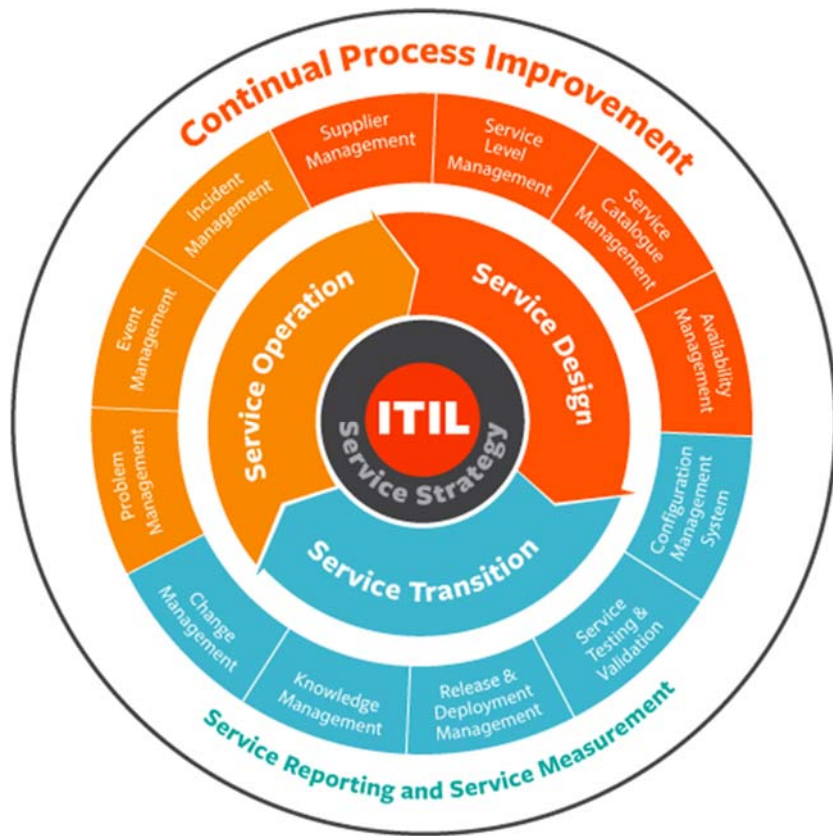 Continual Process Improvement
Supplier
Management
Service
Level
Management
Service
Catalogue
Management
Availability
Management
Configuration
Management
System
Service
Testing &
Validation
Release &
Deployment
Management
Knowledge
Management
Change
Management
Problem
Management
Event
Management
Incident
Management
Service Design
Service Transition
Service Operation
ITIL
Service Strategy
Service Reporting and Service Measurement